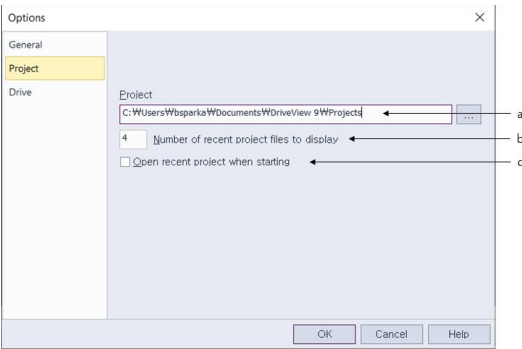 Options
General
Project
Drive
Project
C:₩Users₩bsparka₩Documents₩DriveView 9₩Projects
...
a
4 Number of recent project files to display
b
Open recent project when starting
c
OK Cancel Help